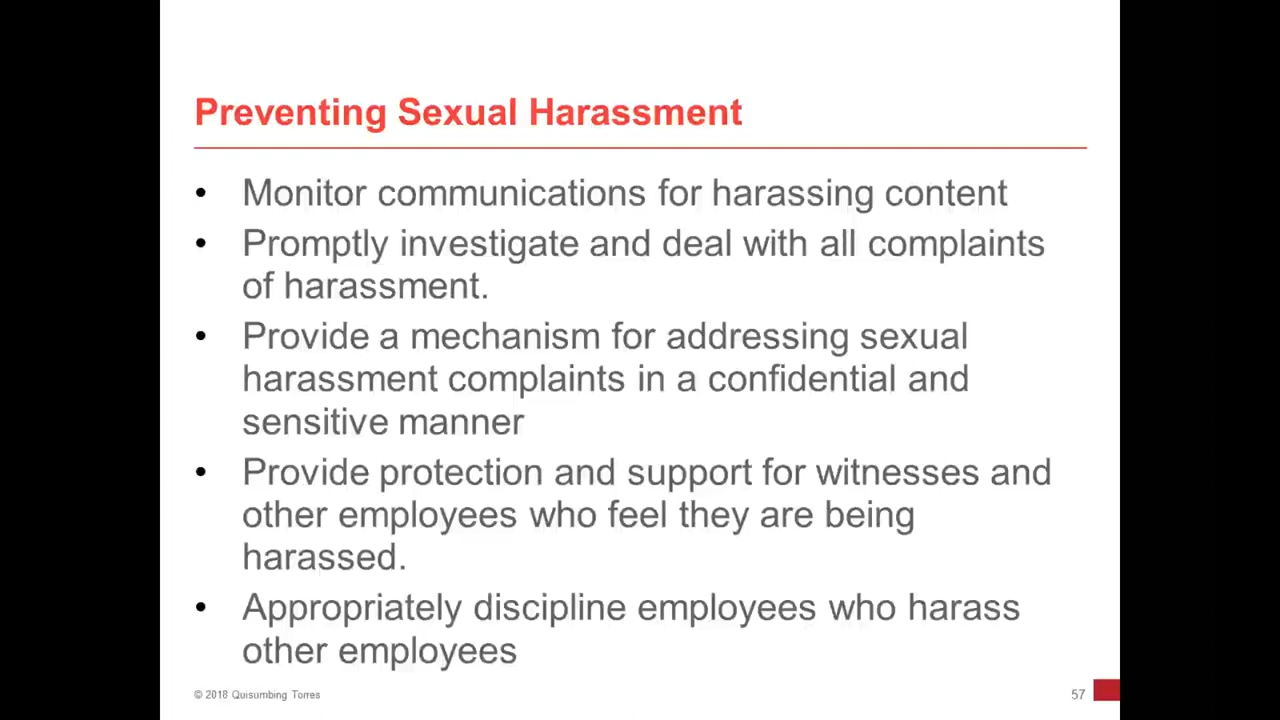 Preventing Sexual Harassment
• Monitor communications for harassing content
• Promptly investigate and deal with all complaints
of harassment.
• Provide a mechanism for addressing sexual
harassment complaints in a confidential and
sensitive manner
• Provide protection and support for witnesses and
other employees who feel they are being
harassed.
• Appropriately discipline employees who harass
other employees
© 2018 Quisumbing Torres
57